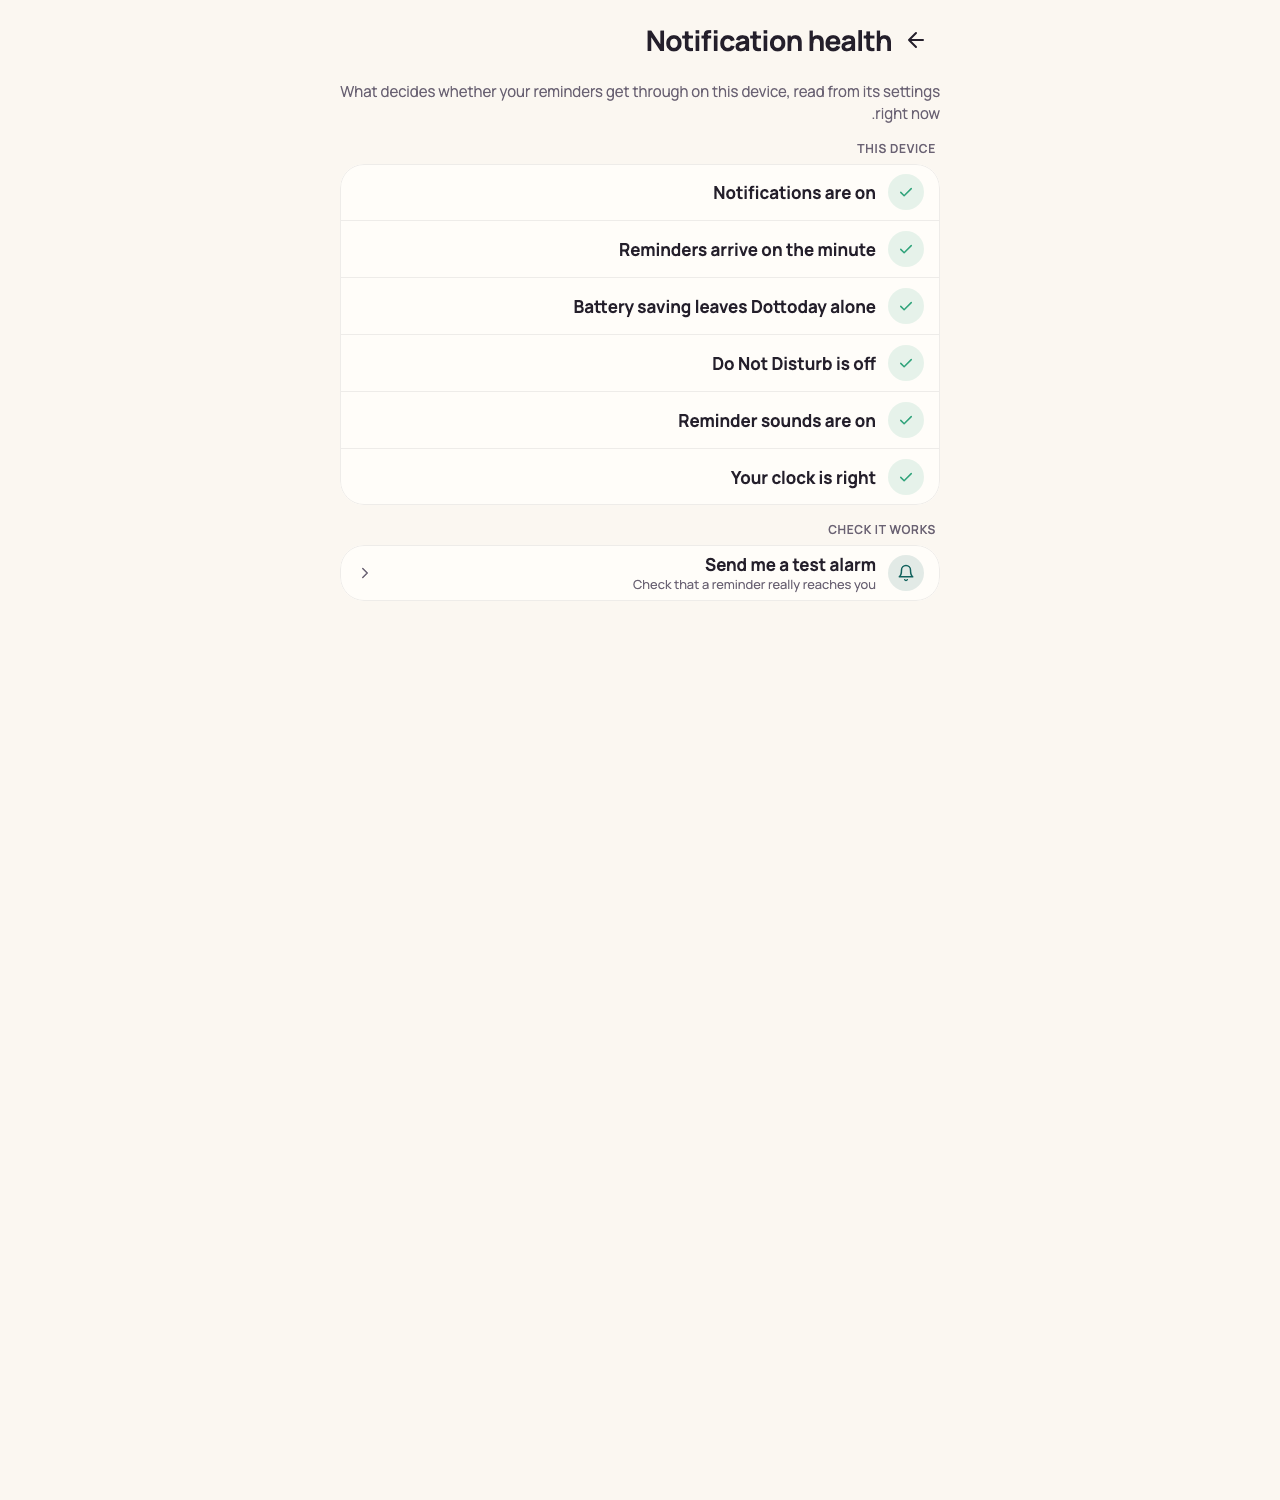 Notification health
What decides whether your reminders get through on this device, read from its settings
.right now
THIS DEVICE
Notifications are on
Reminders arrive on the minute
Battery saving leaves Dottoday alone
Do Not Disturb is off
Reminder sounds are on
Your clock is right
CHECK IT WORKS
Send me a test alarm
Check that a reminder really reaches you